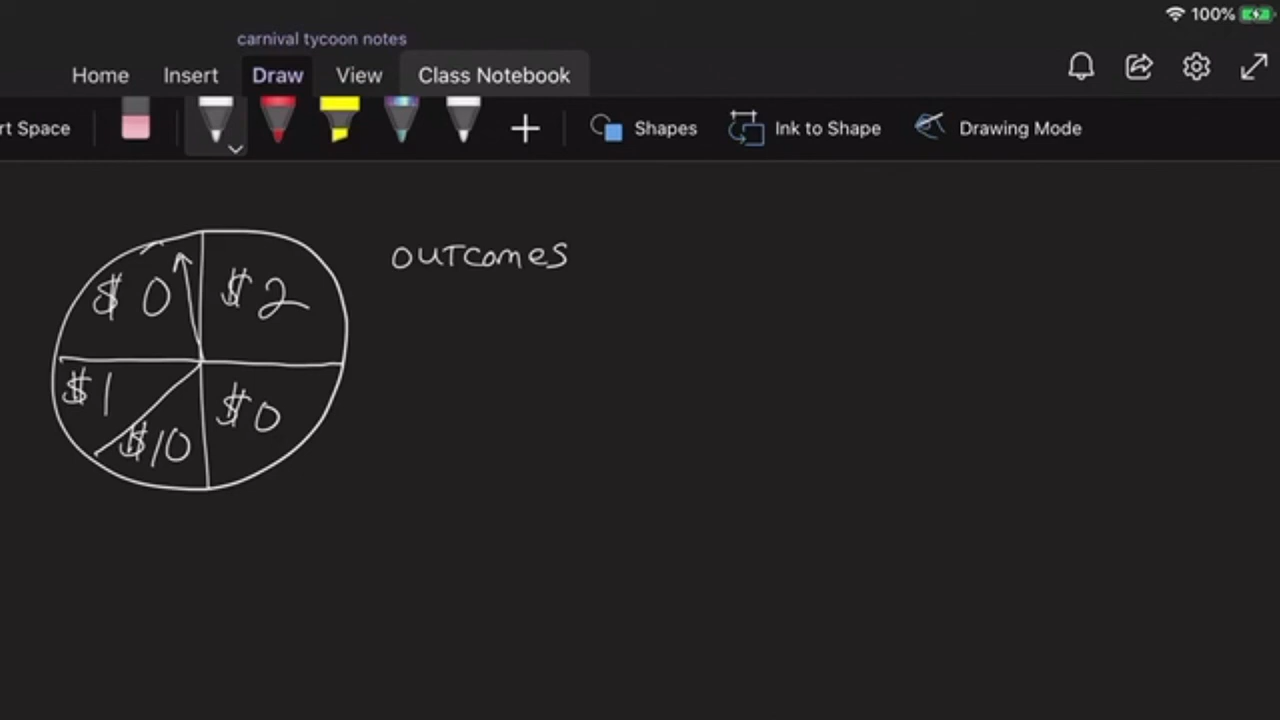 100%
carnival tycoon notes
Home Insert Draw View Class Notebook
rt Space Shapes Ink to Shape Drawing Mode
OUTCOMES
$0 $2
$1 $0
$10